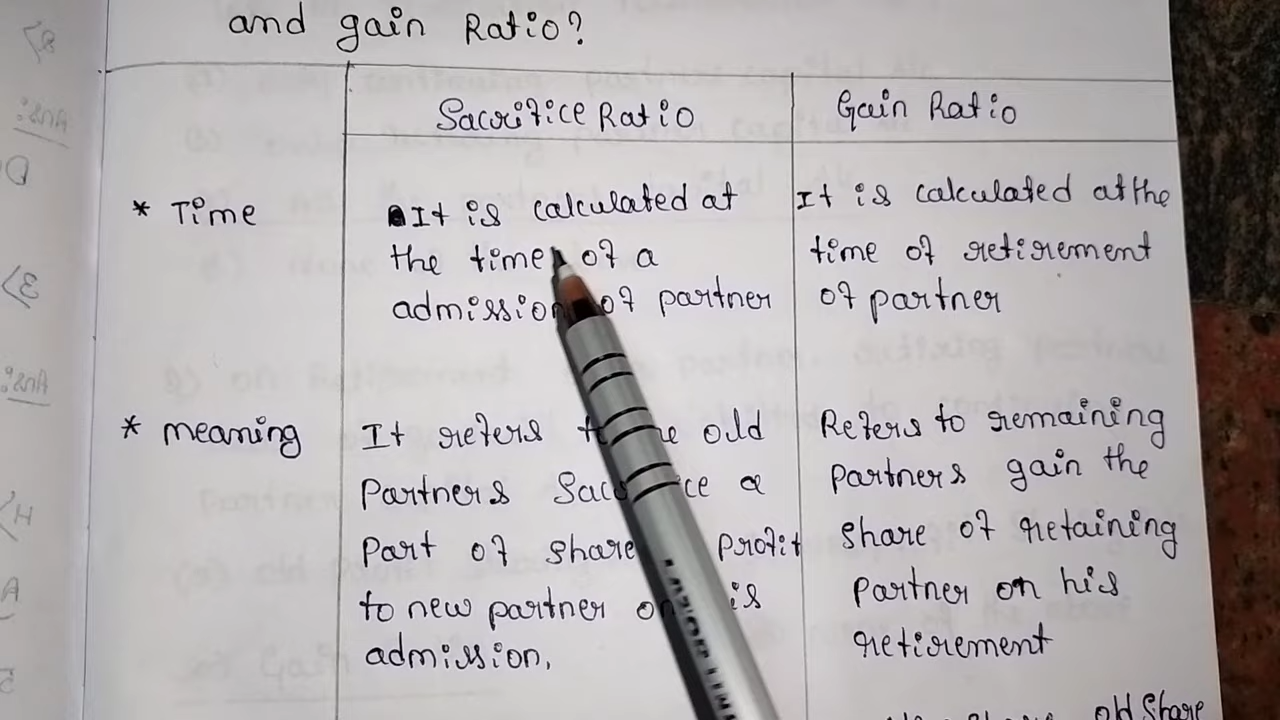 and gain Ratio?
Sacrifice Ratio
Gain Ratio
* Time
It is calculated at
the time of a
admission of partner
It is calculated at the
time of retirement
of partner
* meaning
It refers old
Partners a
Part of share Profit
to new partner
admission.
Refers to remaining
partners gain the
share of retaining
partner on his
retirement
old share